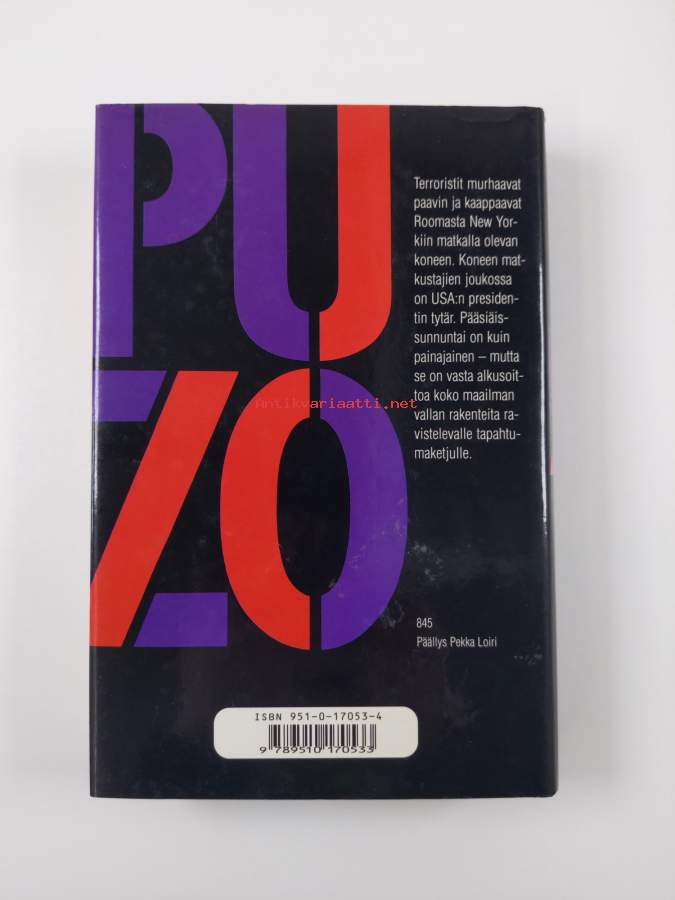 PU
ZO
Terroristit murhaavat
paavin ja kaappaavat
Roomasta New Yor-
kiin matkalla olevan
koneen. Koneen mat-
kustajien joukossa
on USA:n presiden-
tin tytär. Pääsiäis-
sunnuntai on kuin
painajainen – mutta
se on vasta alkusoit-
toa koko maailman
vallan rakenteita ra-
vistelevalle tapahtu-
maketjulle.
Antikvariaatti.net
845
Päällys Pekka Loiri
ISBN 951-0-17053-4
9 789510 170533